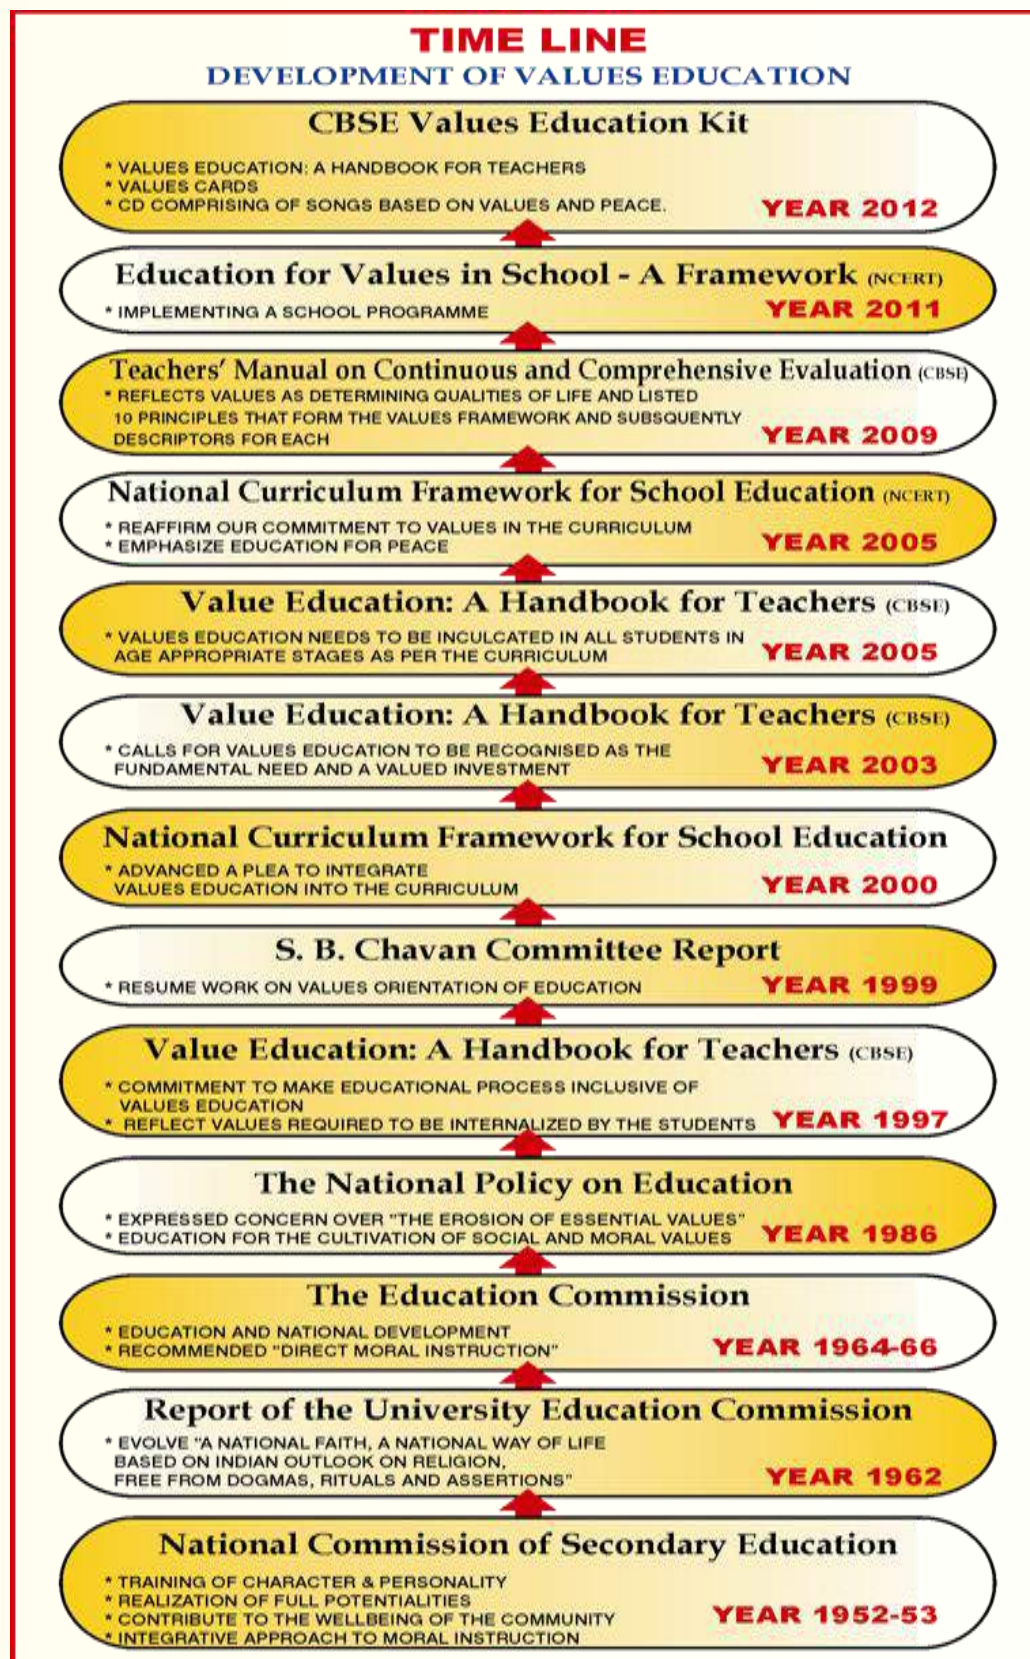 TIME LINE
DEVELOPMENT OF VALUES EDUCATION
CBSE Values Education Kit
* VALUES EDUCATION: A HANDBOOK FOR TEACHERS
* VALUES CARDS
* CD COMPRISING OF SONGS BASED ON VALUES AND PEACE.
YEAR 2012
Education for Values in School - A Framework (NCERT)
* IMPLEMENTING A SCHOOL PROGRAMME
YEAR 2011
Teachers' Manual on Continuous and Comprehensive Evaluation (CBSE)
* REFLECTS VALUES AS DETERMINING QUALITIES OF LIFE AND LISTED
10 PRINCIPLES THAT FORM THE VALUES FRAMEWORK AND SUBSQUENTLY
DESCRIPTORS FOR EACH
YEAR 2009
National Curriculum Framework for School Education (NCERT)
* REAFFIRM OUR COMMITMENT TO VALUES IN THE CURRICULUM
* EMPHASIZE EDUCATION FOR PEACE
YEAR 2005
Value Education: A Handbook for Teachers (CBSE)
* VALUES EDUCATION NEEDS TO BE INCULCATED IN ALL STUDENTS IN
AGE APPROPRIATE STAGES AS PER THE CURRICULUM
YEAR 2005
Value Education: A Handbook for Teachers (CBSE)
* CALLS FOR VALUES EDUCATION TO BE RECOGNISED AS THE
FUNDAMENTAL NEED AND A VALUED INVESTMENT
YEAR 2003
National Curriculum Framework for School Education
* ADVANCED A PLEA TO INTEGRATE
VALUES EDUCATION INTO THE CURRICULUM
YEAR 2000
S. B. Chavan Committee Report
* RESUME WORK ON VALUES ORIENTATION OF EDUCATION
YEAR 1999
Value Education: A Handbook for Teachers (CBSE)
* COMMITMENT TO MAKE EDUCATIONAL PROCESS INCLUSIVE OF
VALUES EDUCATION
* REFLECT VALUES REQUIRED TO BE INTERNALIZED BY THE STUDENTS
YEAR 1997
The National Policy on Education
* EXPRESSED CONCERN OVER "THE EROSION OF ESSENTIAL VALUES"
* EDUCATION FOR THE CULTIVATION OF SOCIAL AND MORAL VALUES
YEAR 1986
The Education Commission
* EDUCATION AND NATIONAL DEVELOPMENT
* RECOMMENDED "DIRECT MORAL INSTRUCTION"
YEAR 1964-66
Report of the University Education Commission
* EVOLVE "A NATIONAL FAITH, A NATIONAL WAY OF LIFE
BASED ON INDIAN OUTLOOK ON RELIGION,
FREE FROM DOGMAS, RITUALS AND ASSERTIONS"
YEAR 1962
National Commission of Secondary Education
* TRAINING OF CHARACTER & PERSONALITY
* REALIZATION OF FULL POTENTIALITIES
* CONTRIBUTE TO THE WELLBEING OF THE COMMUNITY
* INTEGRATIVE APPROACH TO MORAL INSTRUCTION
YEAR 1952-53